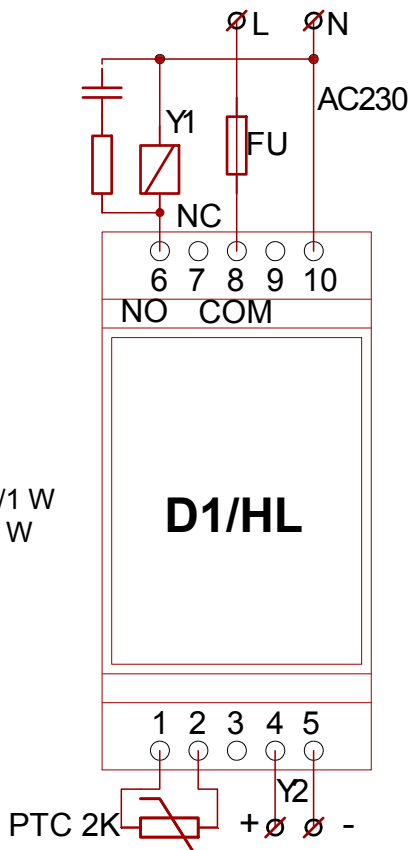 L N
AC230
Y1
FU
NC
6 7 8 9 10
NO COM
/1 W
W
D1/HL
1 2 3 4 5
Y2
PTC 2K + -